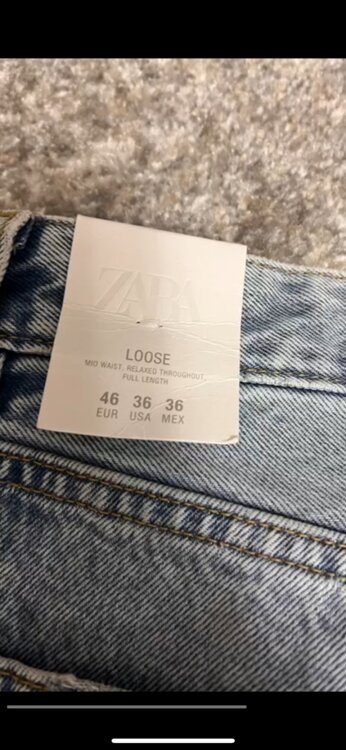 ZARA
LOOSE
MID WAIST. RELAXED THROUGHOUT.
FULL LENGTH
46 36 36
EUR USA MEX